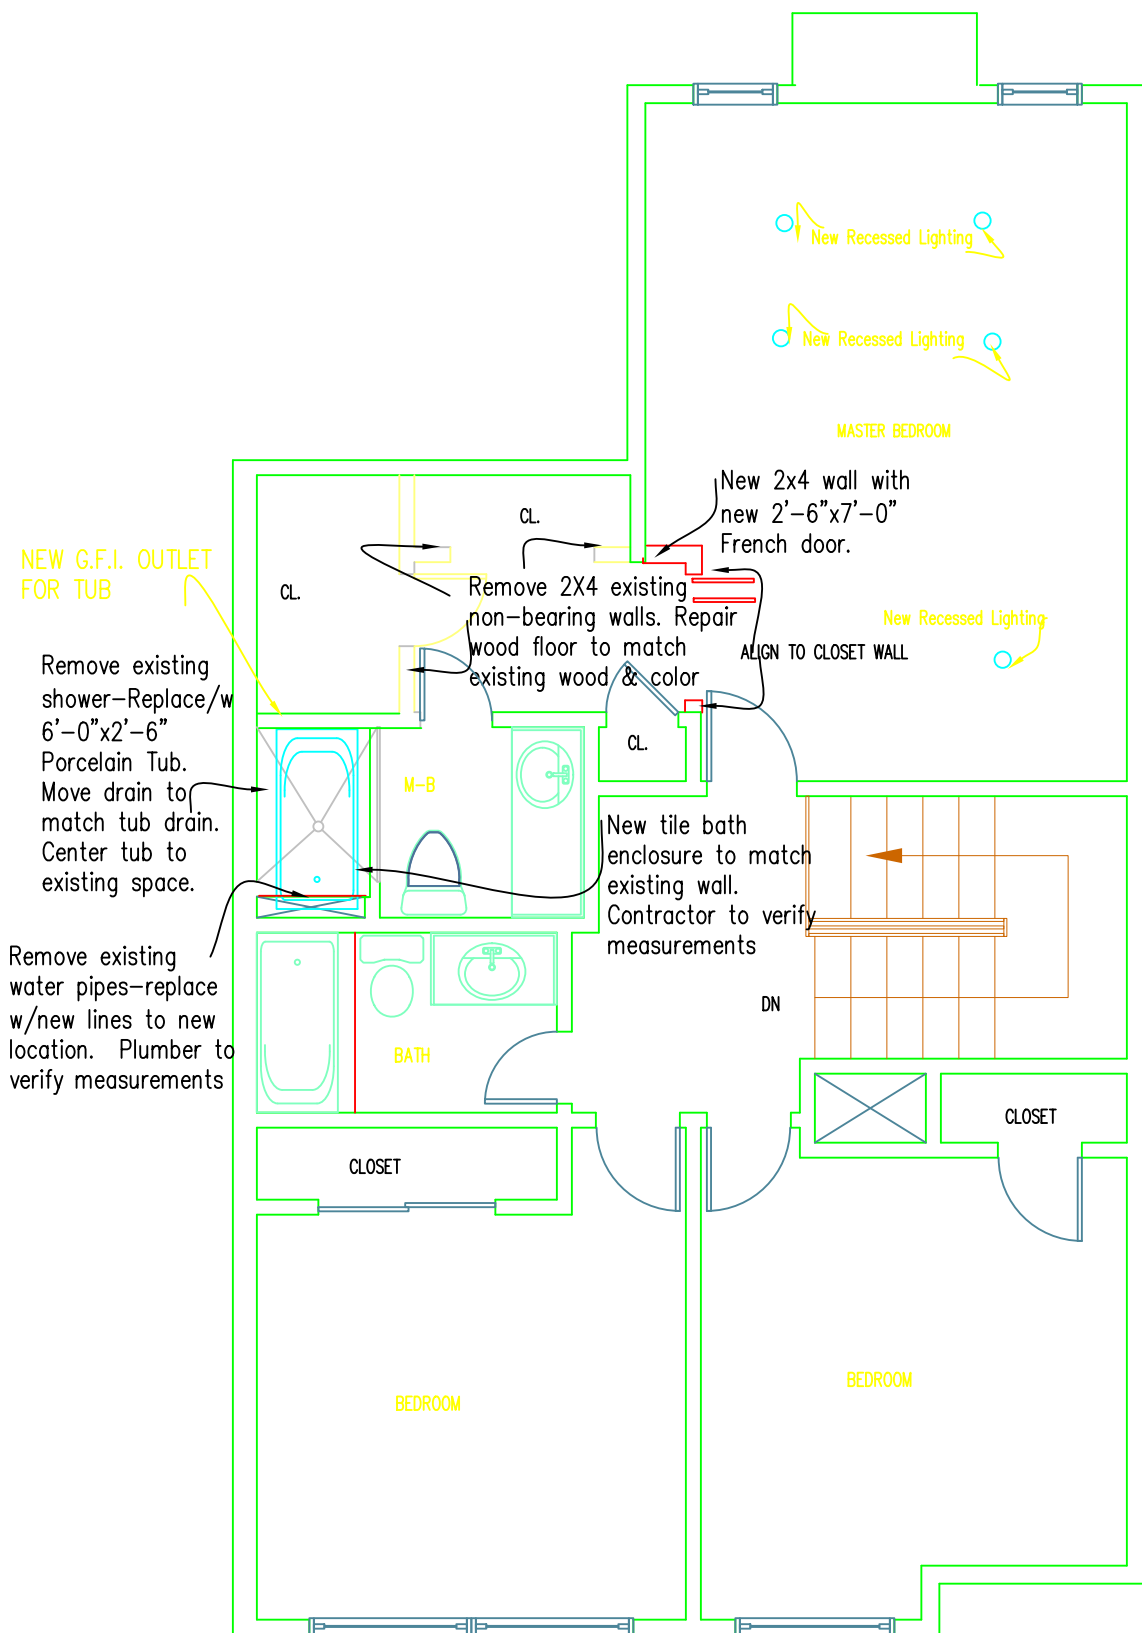 New Recessed Lighting
New Recessed Lighting
MASTER BEDROOM
New 2x4 wall with
new 2'-6"x7'-0"
French door.
CL.
NEW G.F.I. OUTLET
FOR TUB
CL.
Remove 2X4 existing
non-bearing walls. Repair
wood floor to match
existing wood & color
New Recessed Lighting
ALIGN TO CLOSET WALL
Remove existing
shower-Replace/w
6'-0"x2'-6"
Porcelain Tub.
Move drain to
match tub drain.
Center tub to
existing space.
CL.
M-B
New tile bath
enclosure to match
existing wall.
Contractor to verify
measurements
Remove existing
water pipes-replace
w/new lines to new
location. Plumber to
verify measurements
DN
BATH
CLOSET
CLOSET
BEDROOM
BEDROOM